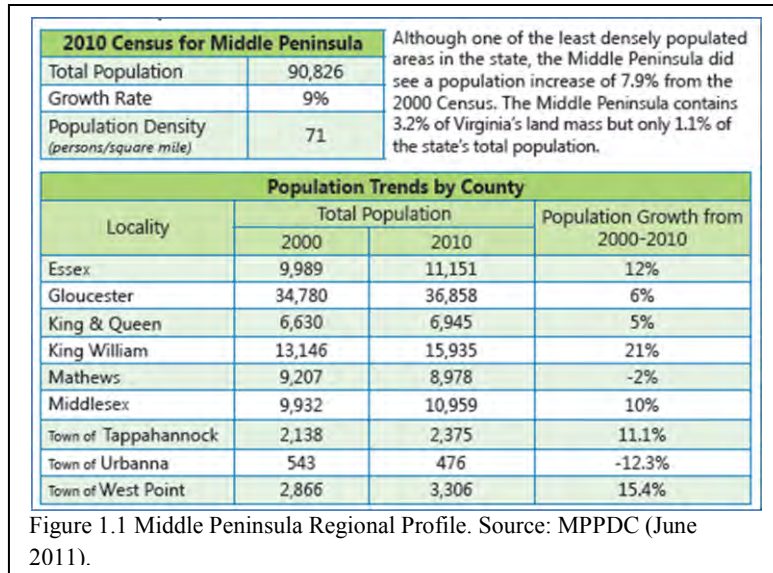 2010 Census for Middle Peninsula
Total Population 90,826
Growth Rate 9%
Population Density 71
(persons/square mile)
Although one of the least densely populated
areas in the state, the Middle Peninsula did
see a population increase of 7.9% from the
2000 Census. The Middle Peninsula contains
3.2% of Virginia's land mass but only 1.1% of
the state's total population.
Population Trends by County
Locality Total Population Population Growth from
2000 2010 2000-2010
Essex 9,989 11,151 12%
Gloucester 34,780 36,858 6%
King & Queen 6,630 6,945 5%
King William 13,146 15,935 21%
Mathews 9,207 8,978 -2%
Middlesex 9,932 10,959 10%
Town of Tappahannock 2,138 2,375 11.1%
Town of Urbanna 543 476 -12.3%
Town of West Point 2,866 3,306 15.4%
Figure 1.1 Middle Peninsula Regional Profile. Source: MPPDC (June
2011).